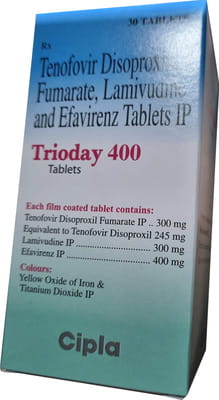 30 TABLETS
Rx
Tenofovir Disoproxil
Fumarate, Lamivudine
and Efavirenz Tablets IP
Trioday 400
Tablets
Each film coated tablet contains:
Tenofovir Disoproxil Fumarate IP .. 300 mg
Equivalent to Tenofovir Disoproxil 245 mg
Lamivudine IP ........................ 300 mg
Efavirenz IP ........................... 400 mg
Colours:
Yellow Oxide of Iron &
Titanium Dioxide IP
Cipla